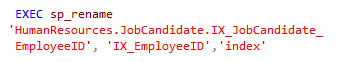 EXEC sp_rename
'HumanResources.JobCandidate.IX_JobCandidate_
EmployeeID', 'IX_EmployeeID','index'